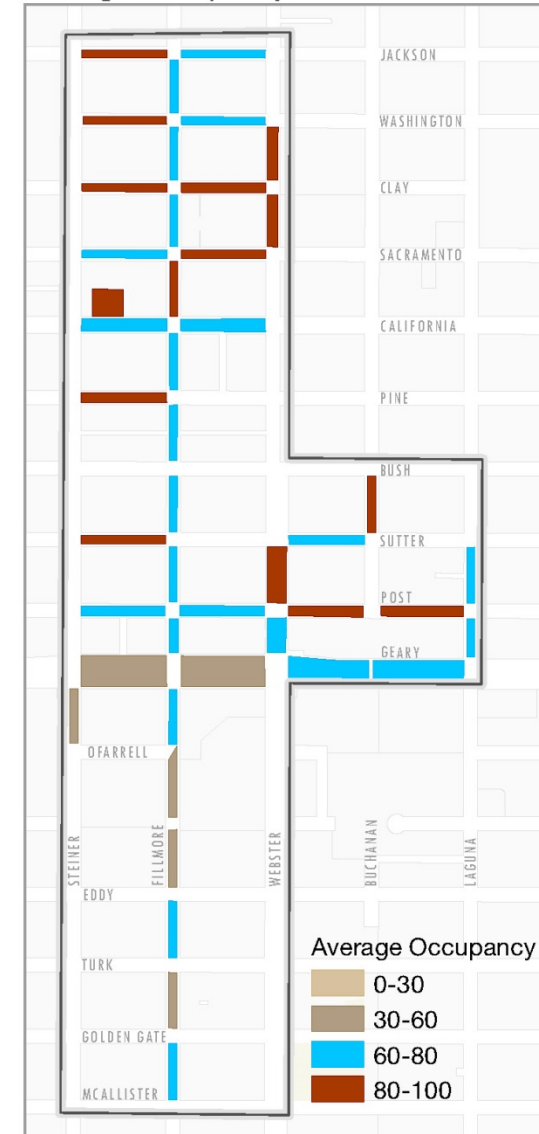 JACKSON
WASHINGTON
CLAY
SACRAMENTO
CALIFORNIA
PINE
BUSH
SUTTER
POST
GEARY
OFARRELL
STEINER
FILLMORE
WEBSTER
BUCHANAN
LAGUNA
EDDY
TURK
GOLDEN GATE
MCALLISTER
Average Occupancy
0-30
30-60
60-80
80-100